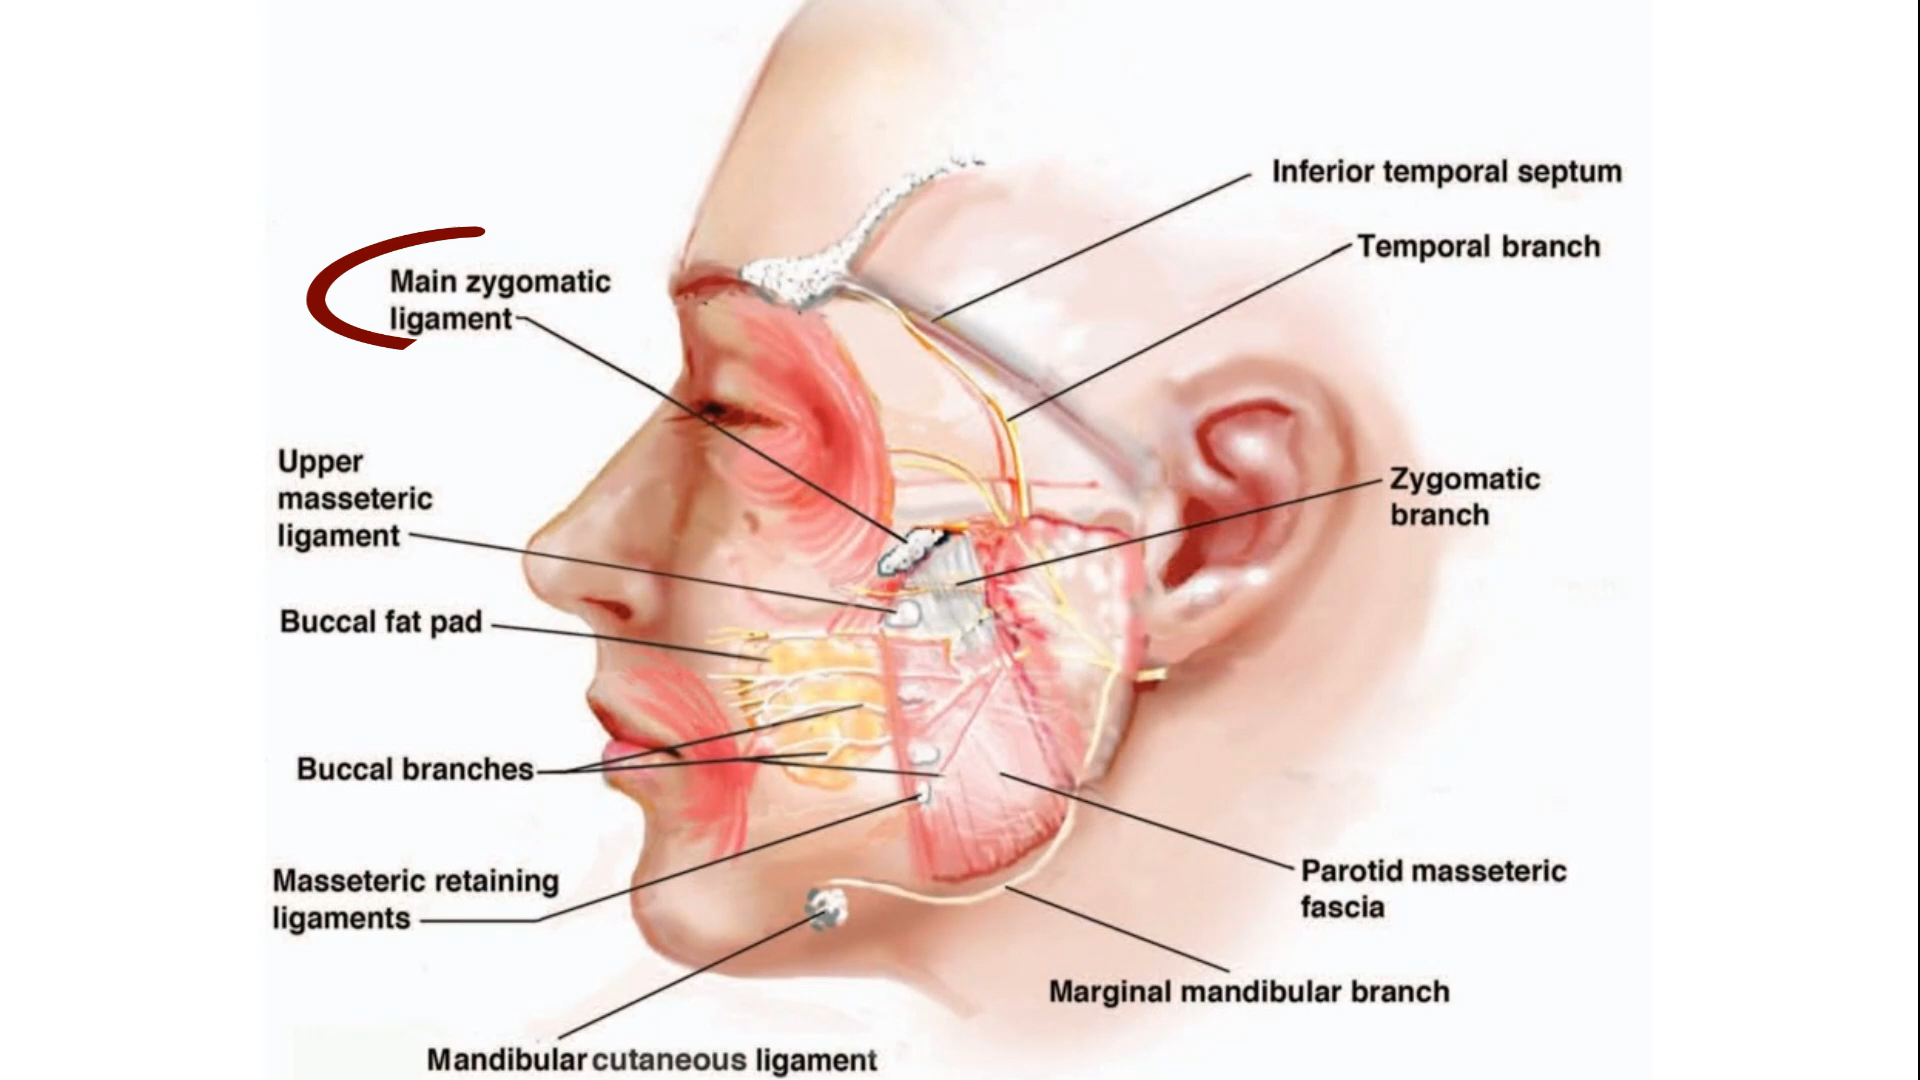 Inferior temporal septum
Temporal branch
Main zygomatic
ligament
Upper
masseteric
ligament
Zygomatic
branch
Buccal fat pad
Buccal branches
Masseteric retaining
ligaments
Parotid masseteric
fascia
Marginal mandibular branch
Mandibular cutaneous ligament